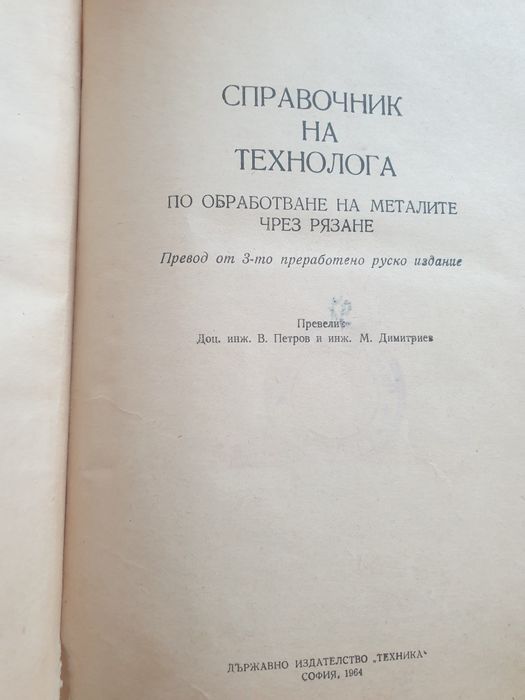 СПРАВОЧНИК
НА
ТЕХНОЛОГА
ПО ОБРАБОТВАНЕ НА МЕТАЛИТЕ
ЧРЕЗ РЯЗАНЕ
Превод от 3-то преработено руско издание
Превели:
Доц. инж. В. Петров и инж. М. Димитриев
ДЪРЖАВНО ИЗДАТЕЛСТВО „ТЕХНИКА“
СОФИЯ, 1964